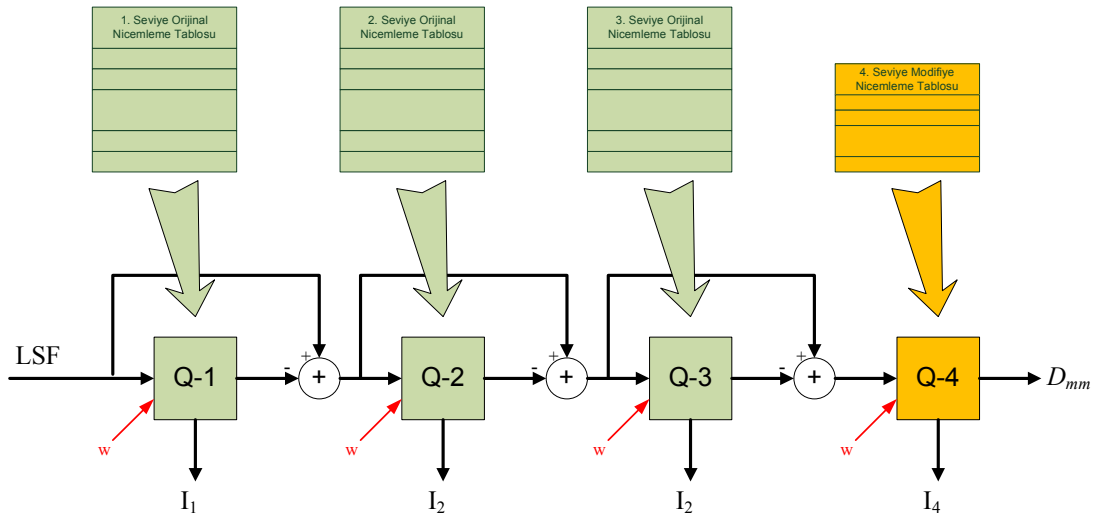 1. Seviye Orijinal
Nicemleme Tablosu
2. Seviye Orijinal
Nicemleme Tablosu
3. Seviye Orijinal
Nicemleme Tablosu
4. Seviye Modifiye
Nicemleme Tablosu
LSF
Q-1
-
+
+
Q-2
-
+
+
Q-3
-
+
+
Q-4
D_mm
w
w
w
w
I₁
I₂
I₂
I₄